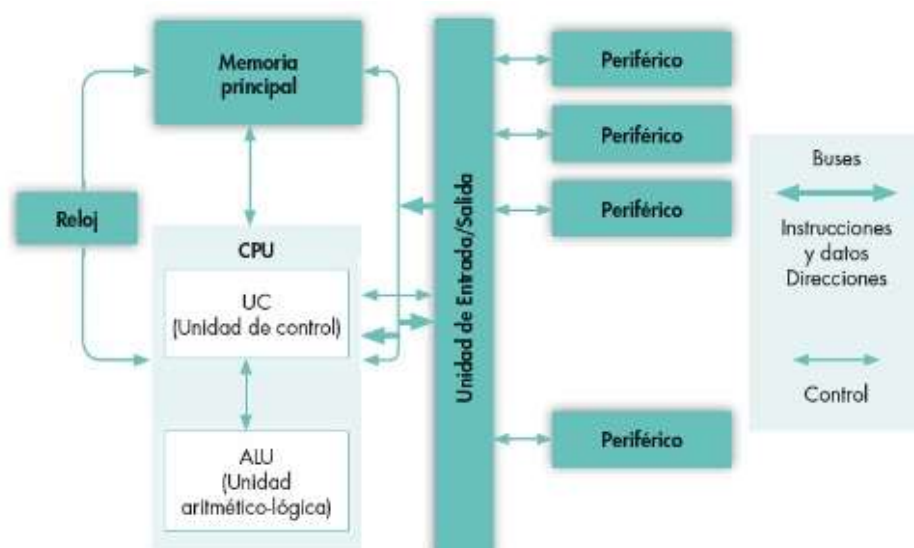 Memoria
principal
Reloj
CPU
UC
(Unidad de control)
ALU
(Unidad
aritmético-lógica)
Unidad de Entrada/Salida
Periférico
Periférico
Periférico
Periférico
Buses
Instrucciones
y datos
Direcciones
Control